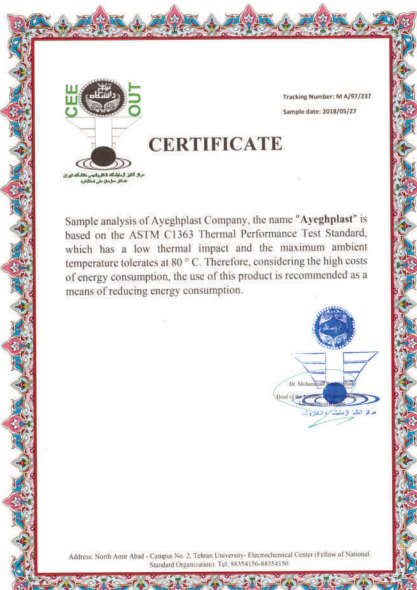 Tracking Number: M A/97/237
Sample date: 2018/05/27
CEE
OUT
دانشگاه
CERTIFICATE
Sample analysis of Ayeghplast Company, the name "Ayeghplast" is
based on the ASTM C1363 Thermal Performance Test Standard,
which has a low thermal impact and the maximum ambient
temperature tolerates at 80 ° C. Therefore, considering the high costs
of energy consumption, the use of this product is recommended as a
means of reducing energy consumption.
Dr. Mohammad
Head of the
Address: North Amir Abad - Campus No. 2, Tehran University- Electrochemical Center (Fellow of National
Standard Organization). Tel: 88354156-88354150